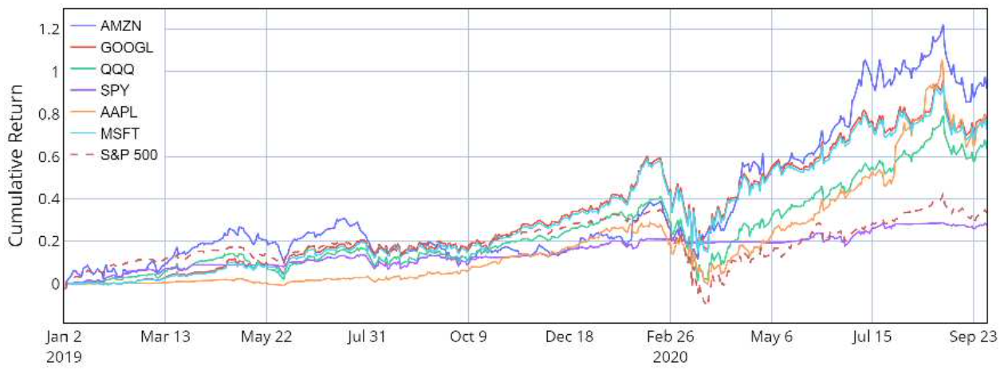 Cumulative Return
1.2
1
0.8
0.6
0.4
0.2
0
AMZN
GOOGL
QQQ
SPY
AAPL
MSFT
S&P 500
Jan 2
2019
Mar 13
May 22
Jul 31
Oct 9
Dec 18
Feb 26
2020
May 6
Jul 15
Sep 23